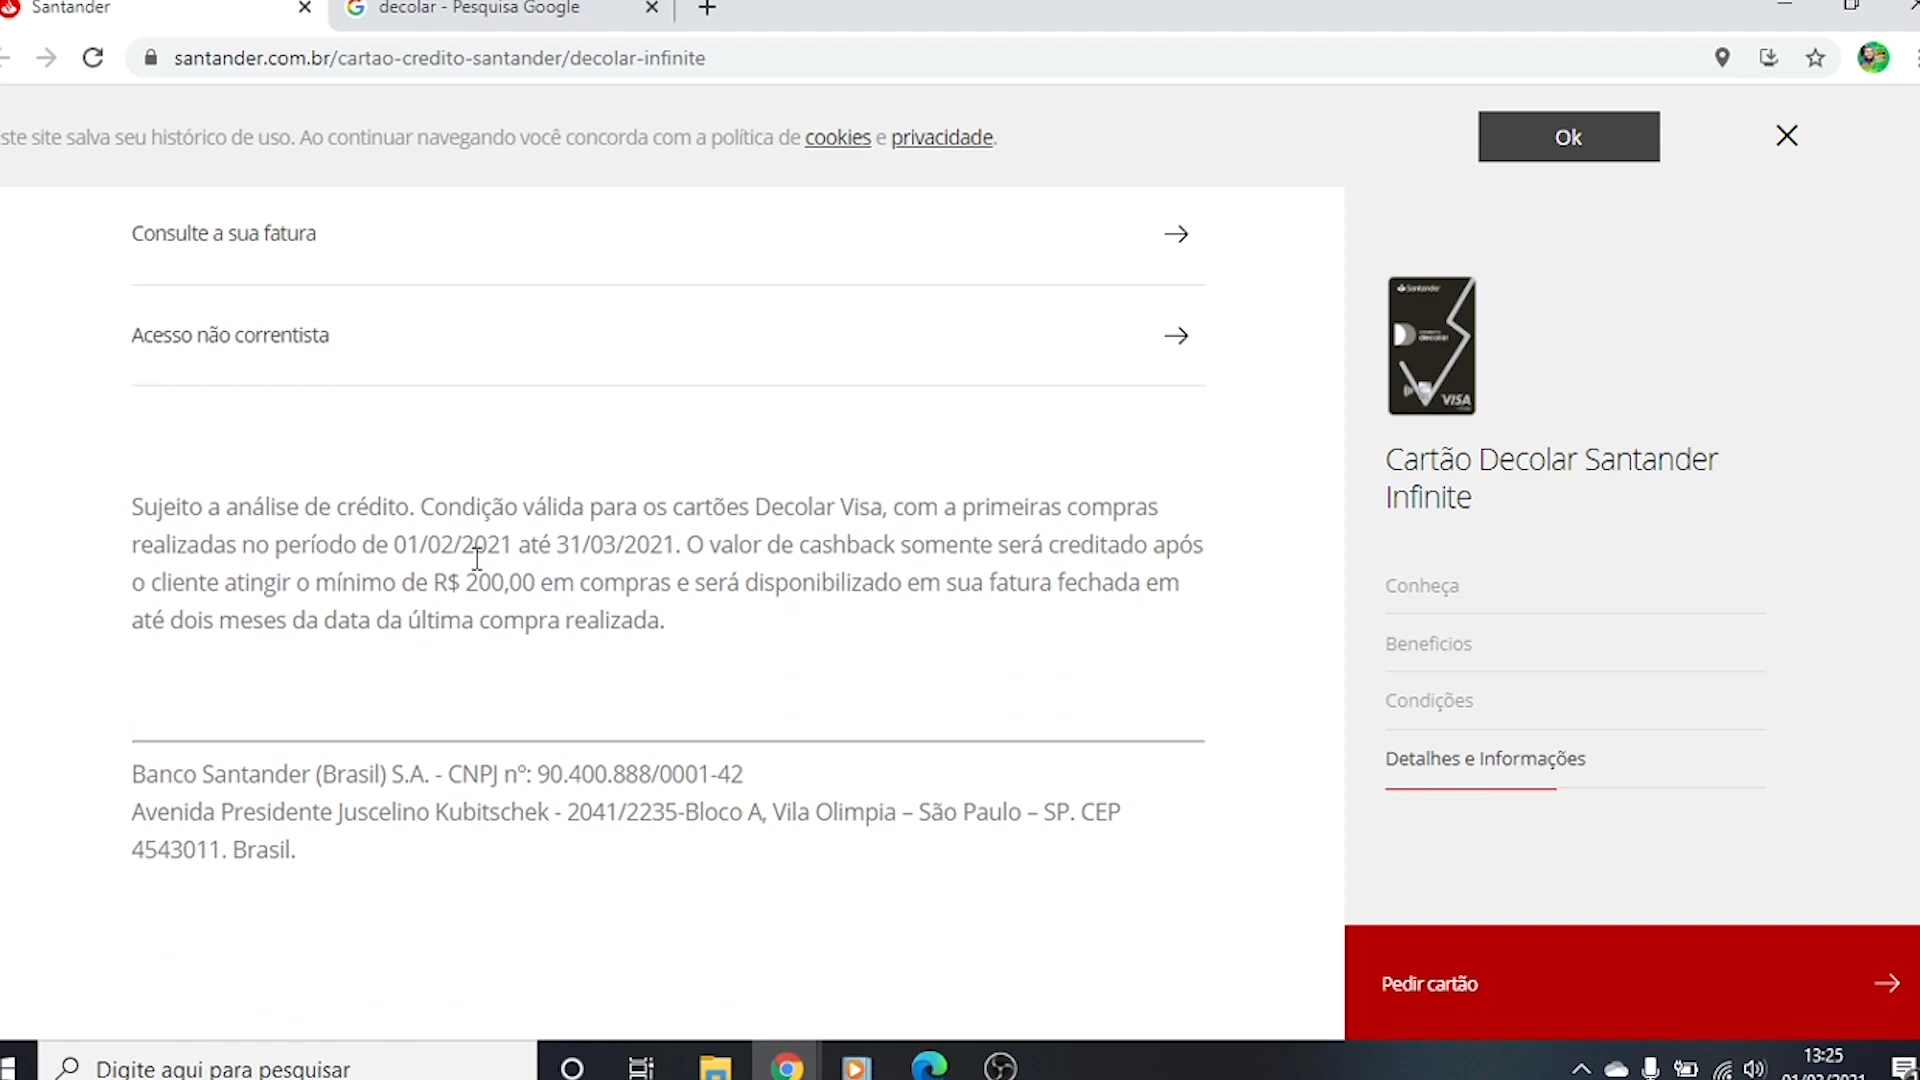 Santander
decolar - Pesquisa Google
santander.com.br/cartao-credito-santander/decolar-infinite
ste site salva seu histórico de uso. Ao continuar navegando você concorda com a política de cookies e privacidade.
Ok
Consulte a sua fatura
Acesso não correntista
Sujeito a análise de crédito. Condição válida para os cartões Decolar Visa, com a primeiras compras
realizadas no período de 01/02/2021 até 31/03/2021. O valor de cashback somente será creditado após
o cliente atingir o mínimo de R$ 200,00 em compras e será disponibilizado em sua fatura fechada em
até dois meses da data da última compra realizada.
Banco Santander (Brasil) S.A. - CNPJ nº: 90.400.888/0001-42
Avenida Presidente Juscelino Kubitschek - 2041/2235-Bloco A, Vila Olimpia – São Paulo – SP. CEP
4543011. Brasil.
Santander
decolar
VISA
Cartão Decolar Santander
Infinite
Conheça
Beneficios
Condições
Detalhes e Informações
Pedir cartão
Digite aqui para pesquisar
13:25
01/03/2021